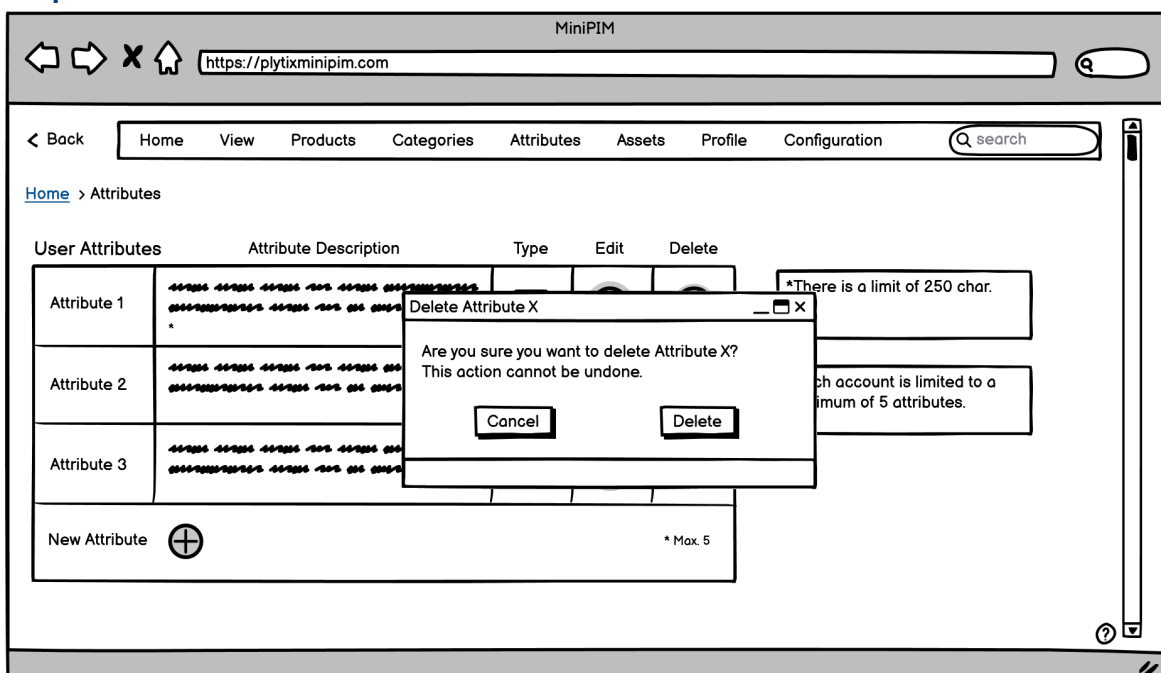 MiniPIM
https://plytixminipim.com
Back Home View Products Categories Attributes Assets Profile Configuration search
Home > Attributes
User Attributes Attribute Description Type Edit Delete
Attribute 1
*
*There is a limit of 250 char.
Delete Attribute X
Are you sure you want to delete Attribute X?
This action cannot be undone.
Cancel Delete
Attribute 2
account is limited to a
of 5 attributes.
Attribute 3
New Attribute * Max. 5